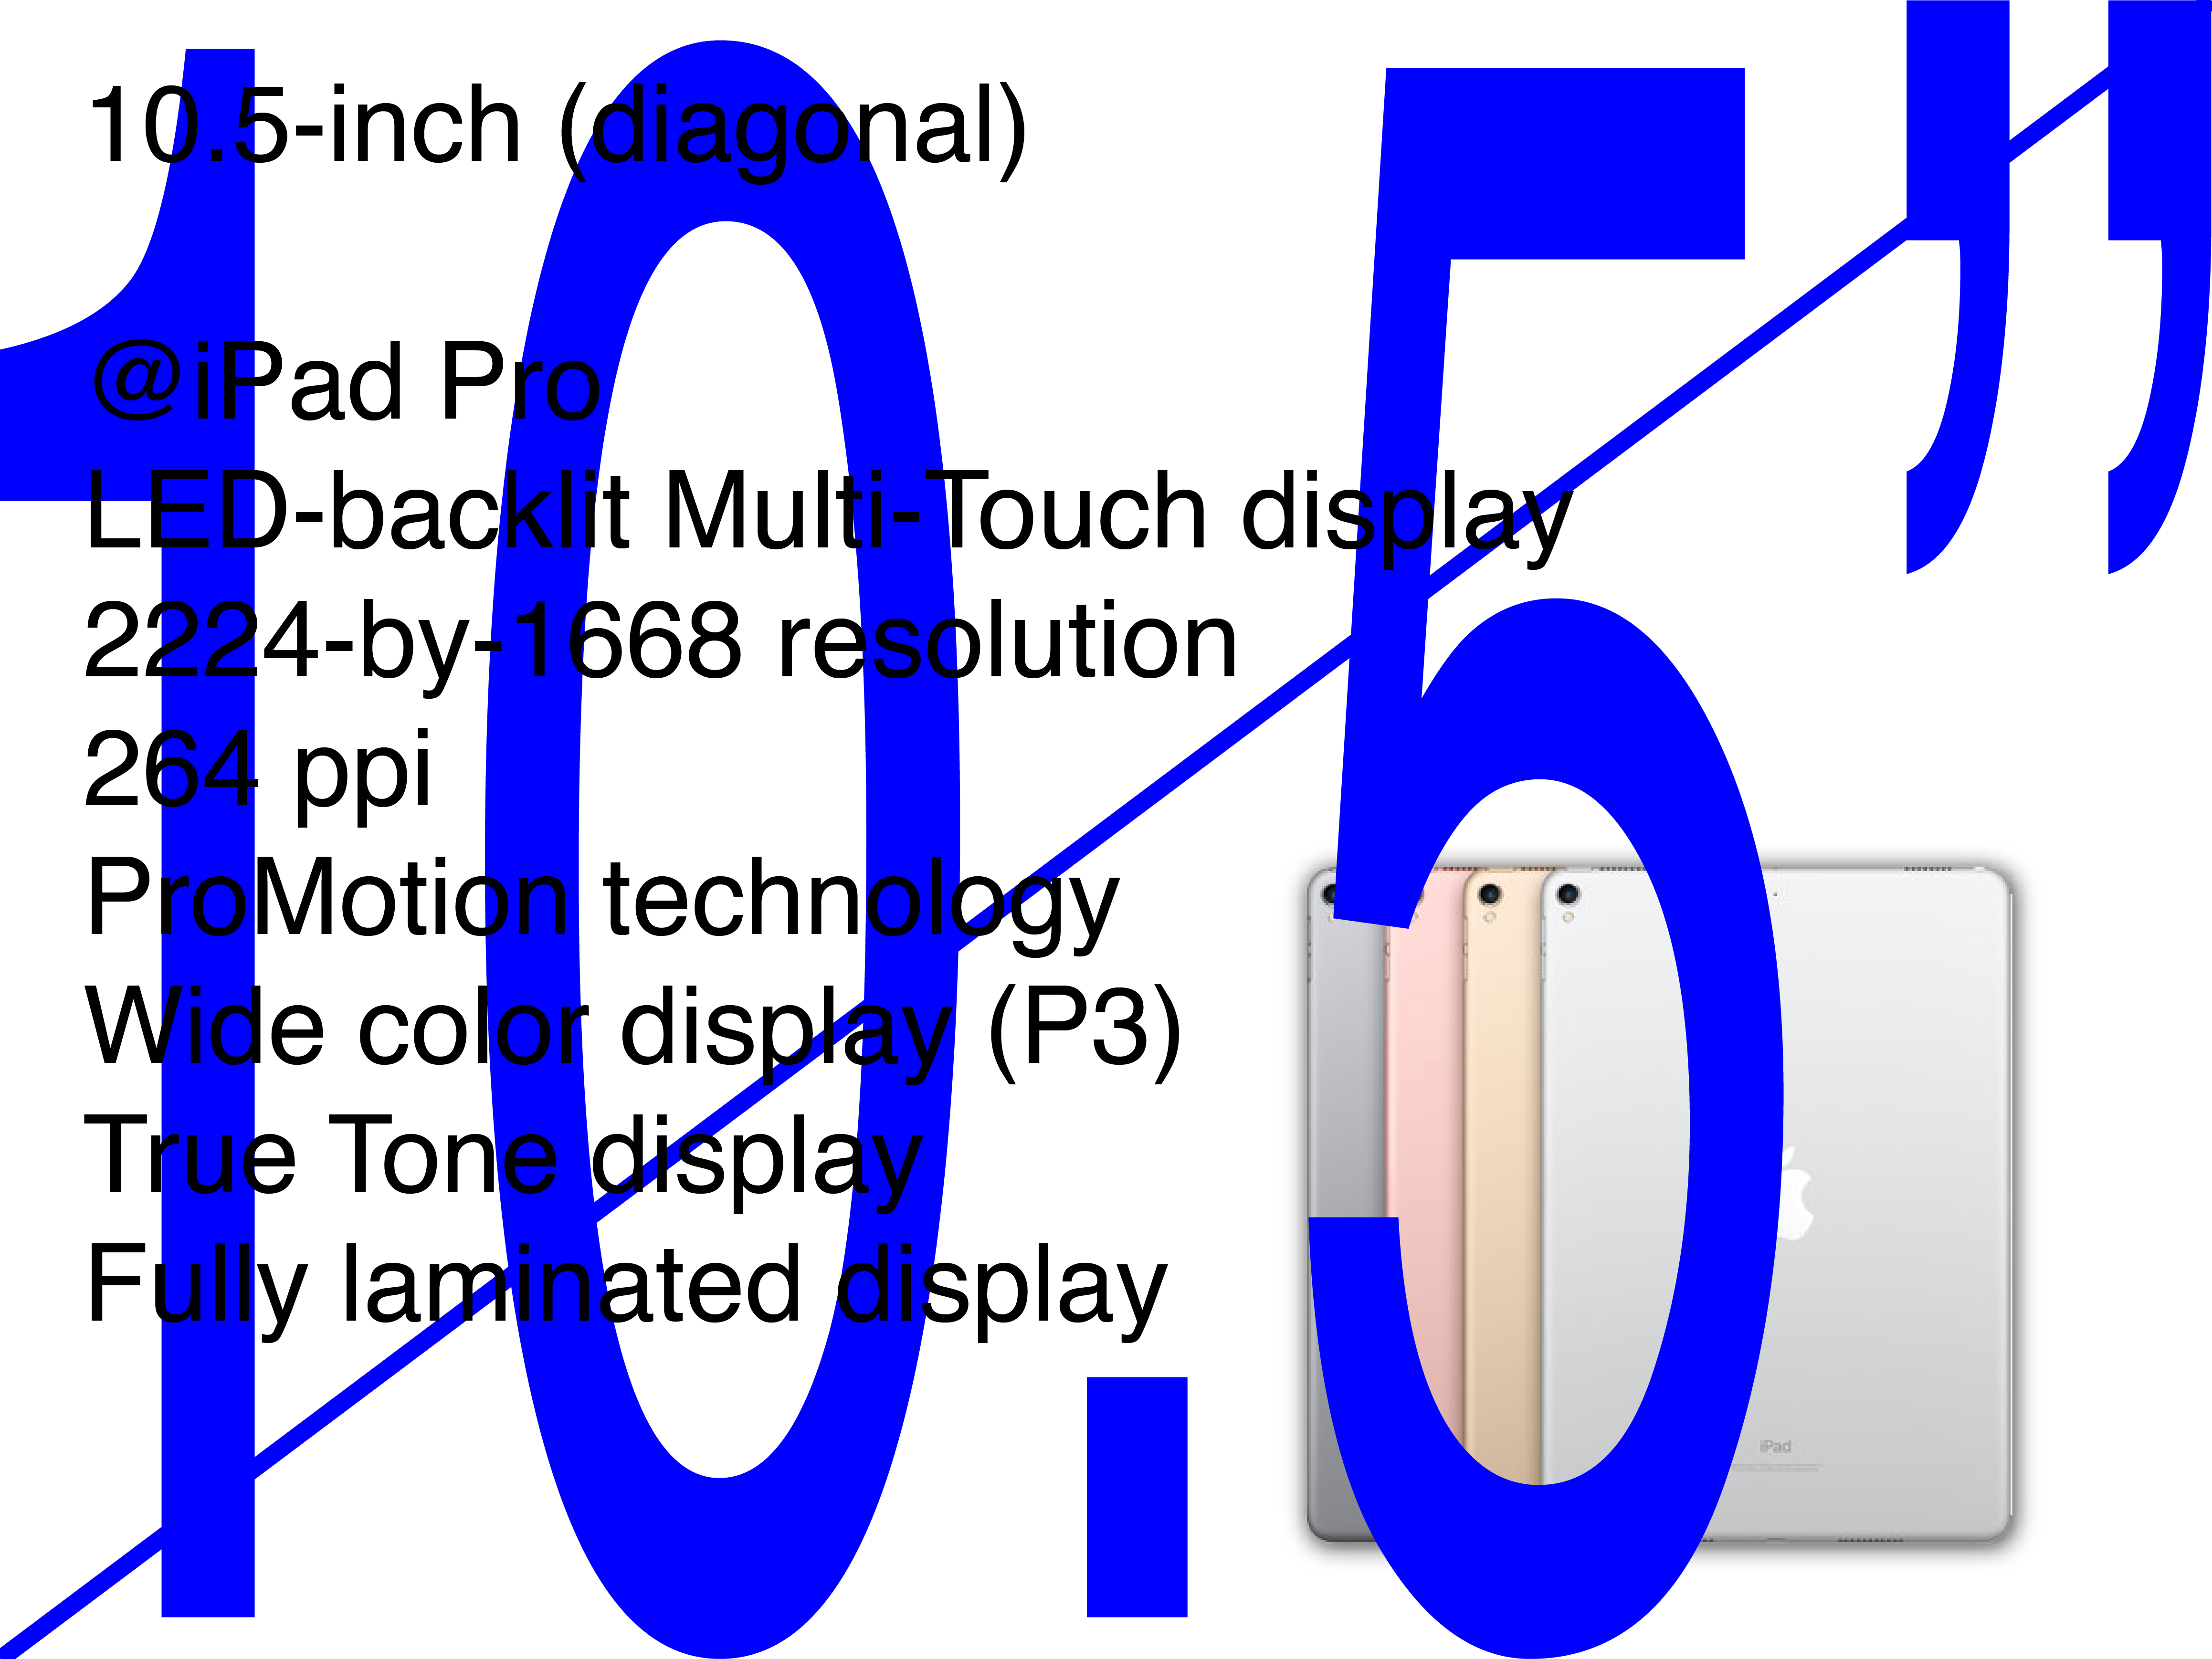 10.5”
10.5-inch (diagonal)
@iPad Pro
LED-backlit Multi-Touch display
2224-by-1668 resolution
264 ppi
ProMotion technology
Wide color display (P3)
True Tone display
Fully laminated display
iPad